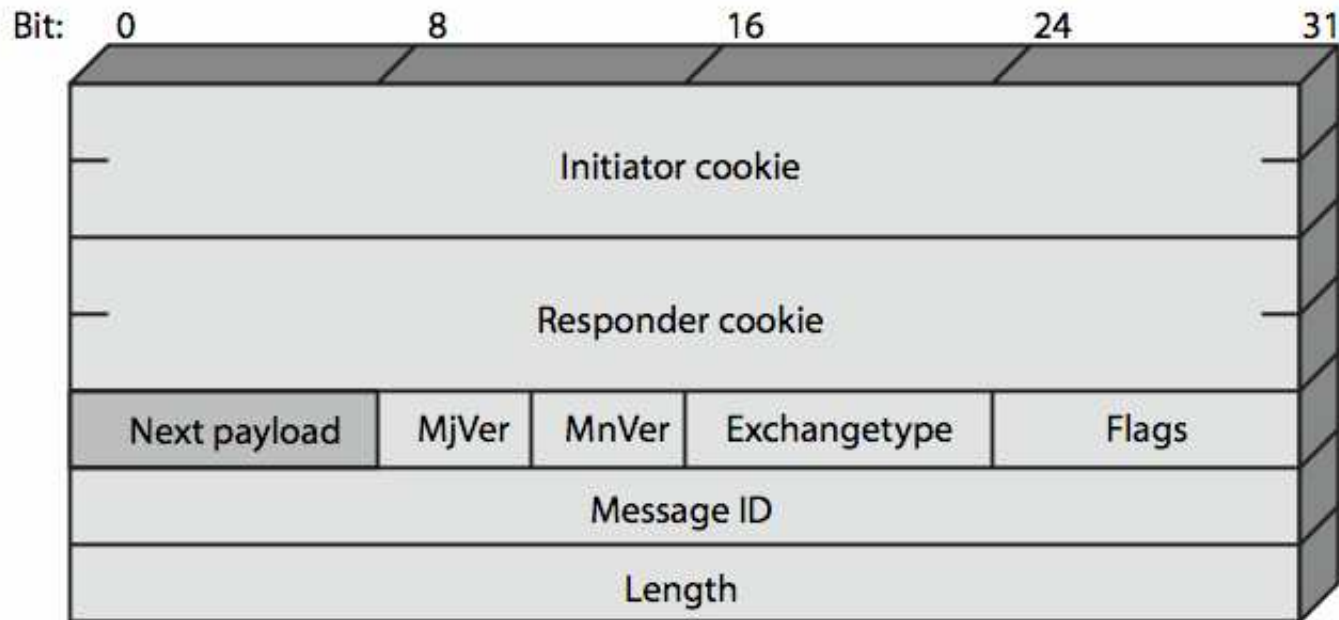 Bit: 0 8 16 24 31
Initiator cookie
Responder cookie
Next payload MjVer MnVer Exchangetype Flags
Message ID
Length